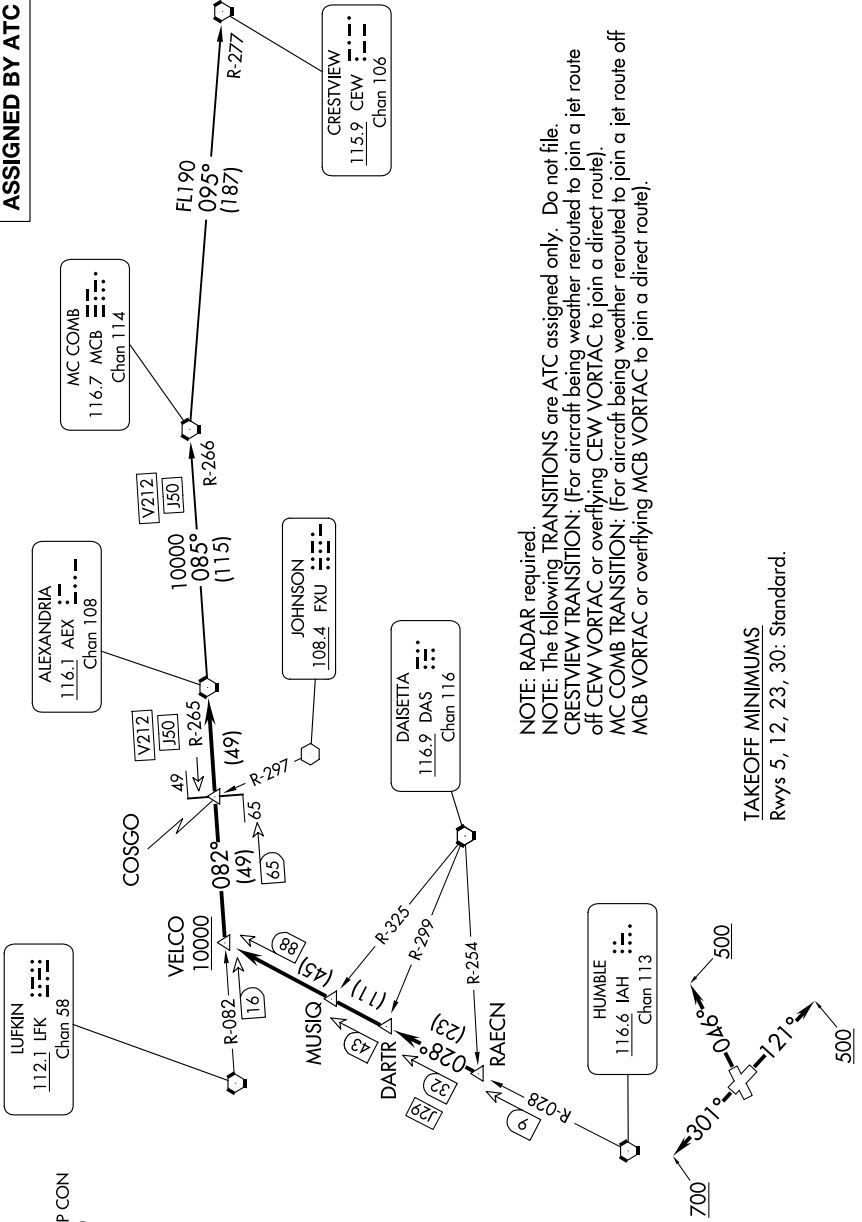 ASSIGNED BY ATC
P CON
LUFKIN
112.1 LFK
Chan 58
ALEXANDRIA
116.1 AEX
Chan 108
MC COMB
116.7 MCB
Chan 114
CRESTVIEW
115.9 CEW
Chan 106
JOHNSON
108.4 FXU
DAISETTA
116.9 DAS
Chan 116
HUMBLE
116.6 IAH
Chan 113
VELCO
10000
COSGO
MUSIQ
DARTR
RAECN
R-082
16
082°
(49)
65
65
49
R-265
(49)
V212
J50
R-297
10000
085°
(115)
V212
J50
R-266
FL190
095°
(187)
R-277
88
(45)
43
(11)
32
J29
028°
(23)
9
R-028
R-325
R-299
R-254
700
301°
046°
500
121°
500
NOTE: RADAR required.
NOTE: The following TRANSITIONS are ATC assigned only. Do not file.
CRESTVIEW TRANSITION: (For aircraft being weather rerouted to join a jet route
off CEW VORTAC or overflying CEW VORTAC to join a direct route).
MC COMB TRANSITION: (For aircraft being weather rerouted to join a jet route off
MCB VORTAC or overflying MCB VORTAC to join a direct route).
TAKEOFF MINIMUMS
Rwys 5, 12, 23, 30: Standard.